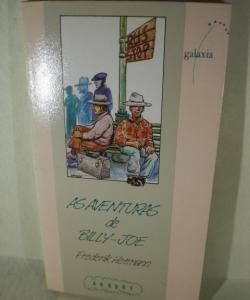 BUS
STOP
galaxia
AS AVENTURAS
de
BILLY-JOE
Frederik Hetmann